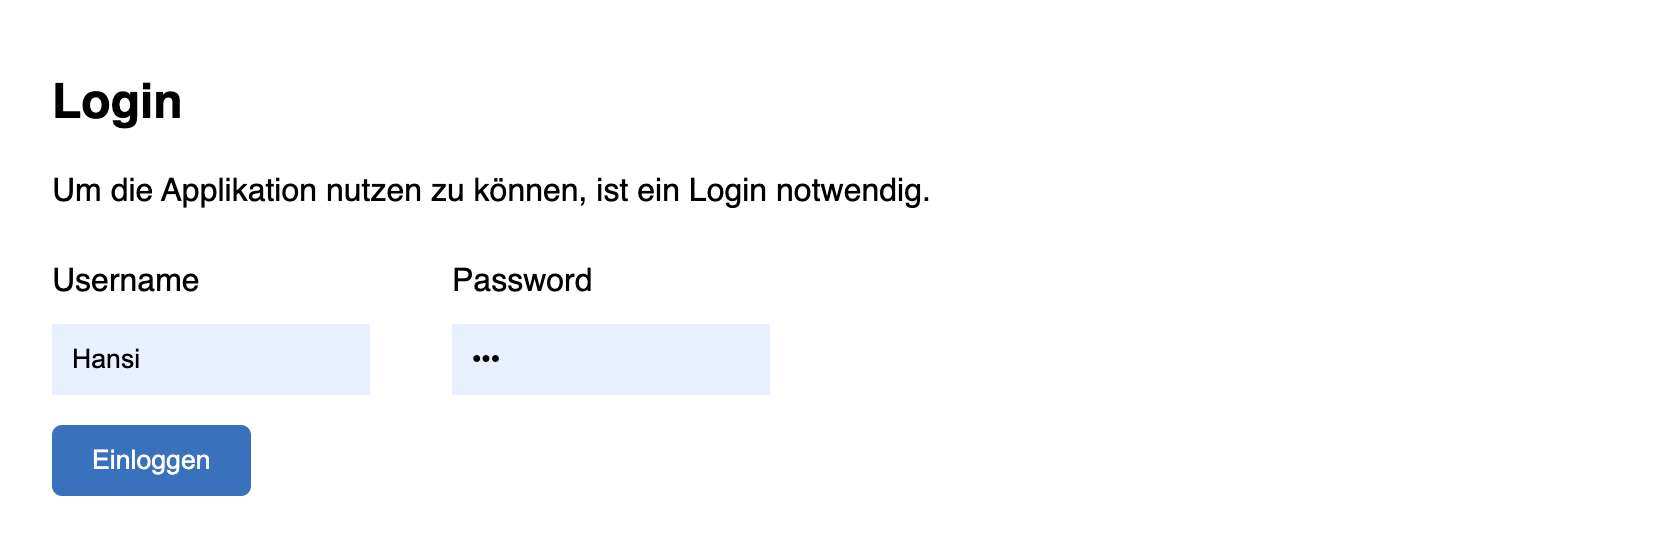 Login
Um die Applikation nutzen zu können, ist ein Login notwendig.
Username
Password
Hansi
•••
Einloggen